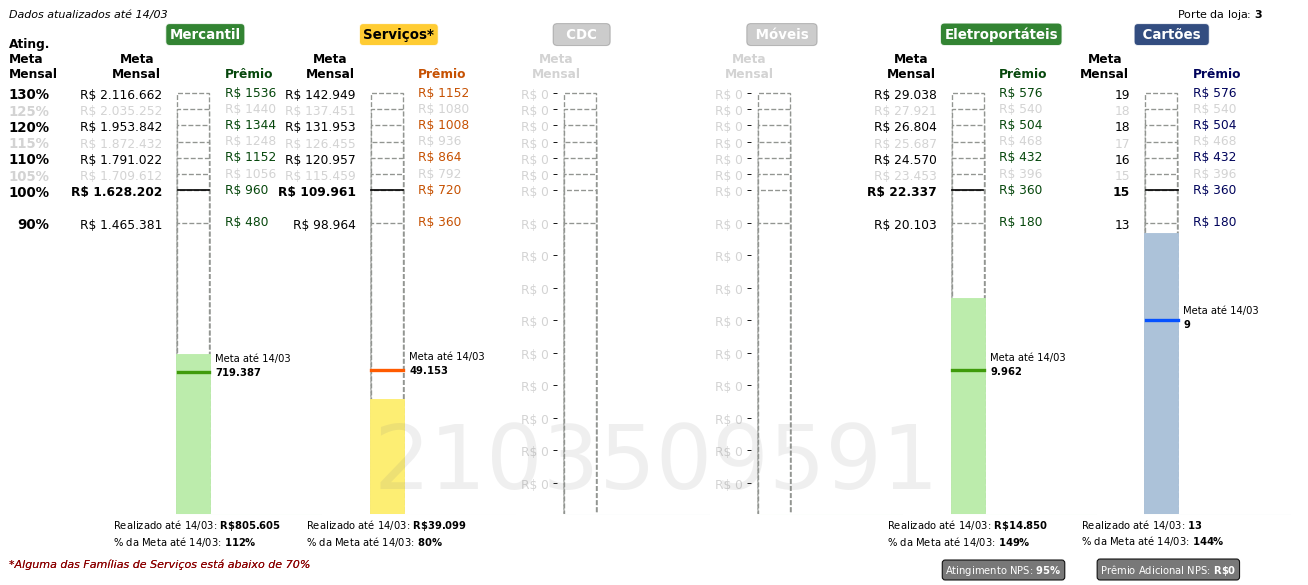 Dados atualizados até 14/03
Porte da loja: 3
Mercantil Serviços* CDC Móveis Eletroportáteis Cartões
Ating. Meta Mensal
Meta Mensal Prêmio Meta Mensal Prêmio Meta Mensal Meta Mensal Meta Mensal Prêmio Meta Mensal Prêmio
130% R$ 2.116.662 R$ 1536 R$ 142.949 R$ 1152 R$ 0 R$ 0 R$ 29.038 R$ 576 19 R$ 576
125% R$ 2.035.252 R$ 1440 R$ 137.451 R$ 1080 R$ 0 R$ 0 R$ 27.921 R$ 540 18 R$ 540
120% R$ 1.953.842 R$ 1344 R$ 131.953 R$ 1008 R$ 0 R$ 0 R$ 26.804 R$ 504 18 R$ 504
115% R$ 1.872.432 R$ 1248 R$ 126.455 R$ 936 R$ 0 R$ 0 R$ 25.687 R$ 468 17 R$ 468
110% R$ 1.791.022 R$ 1152 R$ 120.957 R$ 864 R$ 0 R$ 0 R$ 24.570 R$ 432 16 R$ 432
105% R$ 1.709.612 R$ 1056 R$ 115.459 R$ 792 R$ 0 R$ 0 R$ 23.453 R$ 396 15 R$ 396
100% R$ 1.628.202 R$ 960 R$ 109.961 R$ 720 R$ 0 R$ 0 R$ 22.337 R$ 360 15 R$ 360
90% R$ 1.465.381 R$ 480 R$ 98.964 R$ 360 R$ 0 R$ 0 R$ 20.103 R$ 180 13 R$ 180
R$ 0 R$ 0
R$ 0 R$ 0
R$ 0 R$ 0
Meta até 14/03
9
R$ 0 R$ 0
Meta até 14/03 Meta até 14/03 Meta até 14/03
719.387 49.153 9.962
R$ 0 R$ 0
R$ 0 R$ 0
R$ 0 R$ 0
2103509591
R$ 0 R$ 0
Realizado até 14/03: R$805.605 Realizado até 14/03: R$39.099 Realizado até 14/03: R$14.850 Realizado até 14/03: 13
% da Meta até 14/03: 112% % da Meta até 14/03: 80% % da Meta até 14/03: 149% % da Meta até 14/03: 144%
*Alguma das Famílias de Serviços está abaixo de 70%
Atingimento NPS: 95% Prêmio Adicional NPS: R$0